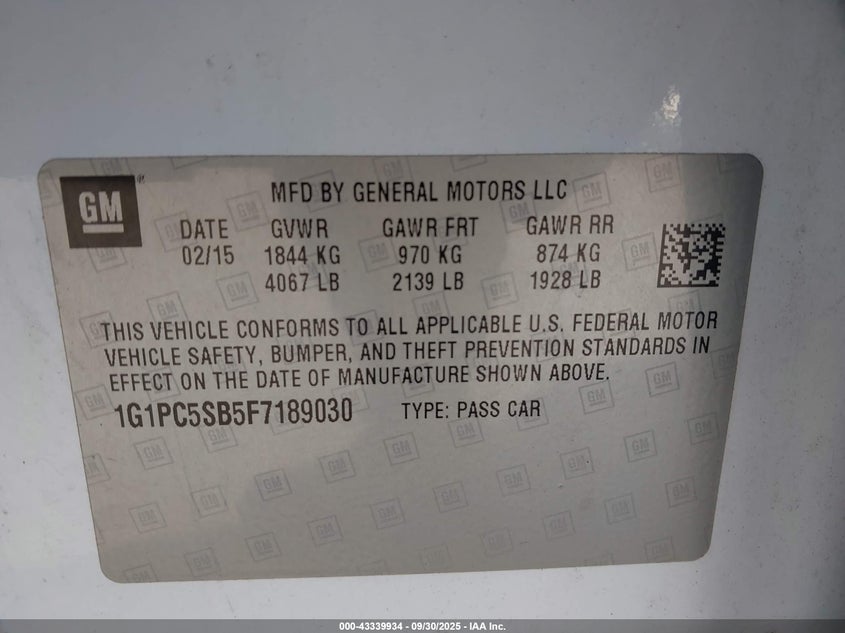 GM
MFD BY GENERAL MOTORS LLC
DATE GVWR GAWR FRT GAWR RR
02/15 1844 KG 970 KG 874 KG
4067 LB 2139 LB 1928 LB
THIS VEHICLE CONFORMS TO ALL APPLICABLE U.S. FEDERAL MOTOR
VEHICLE SAFETY, BUMPER, AND THEFT PREVENTION STANDARDS IN
EFFECT ON THE DATE OF MANUFACTURE SHOWN ABOVE.
1G1PC5SB5F7189030 TYPE: PASS CAR
000-43339934 - 09/30/2025 - IAA Inc.